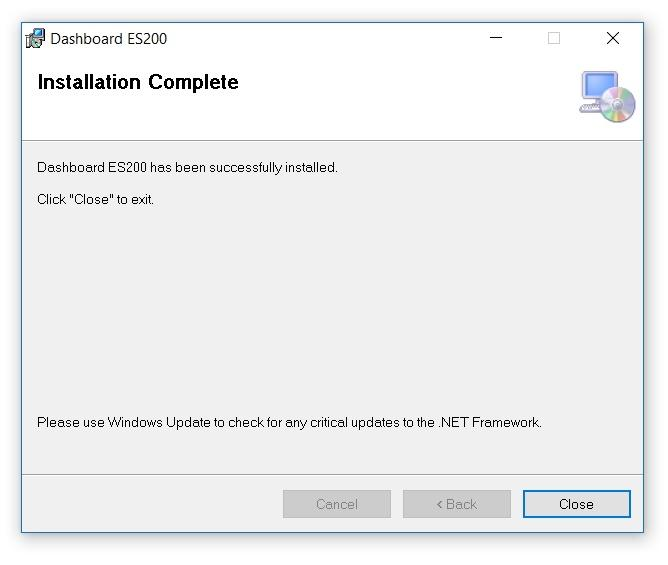 Dashboard ES200
Installation Complete
Dashboard ES200 has been successfully installed.
Click "Close" to exit.
Please use Windows Update to check for any critical updates to the .NET Framework.
Cancel
< Back
Close